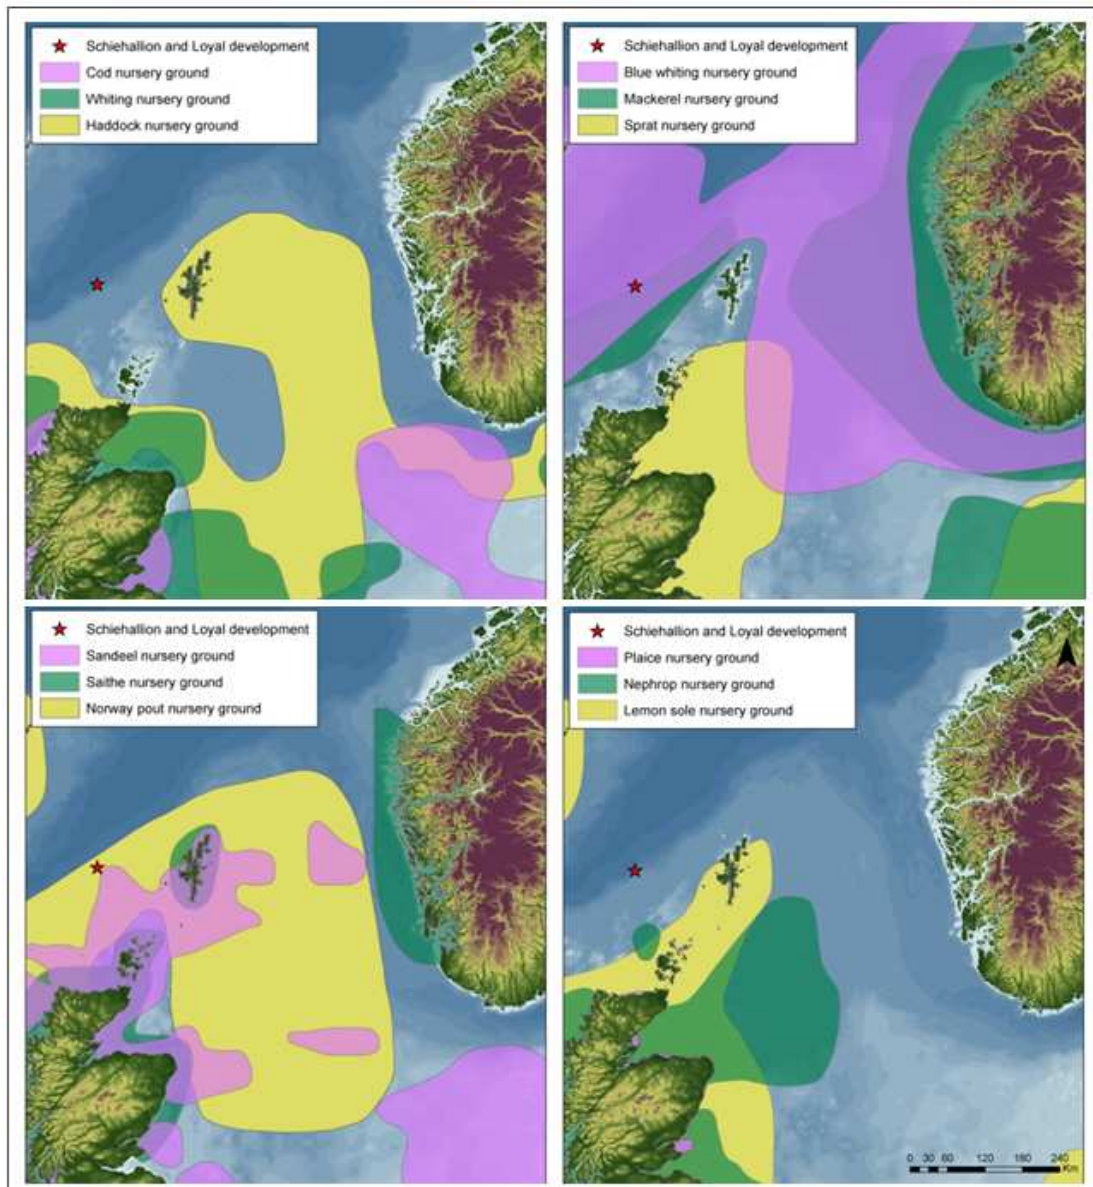 Schiehallion and Loyal development
Cod nursery ground
Whiting nursery ground
Haddock nursery ground
Schiehallion and Loyal development
Blue whiting nursery ground
Mackerel nursery ground
Sprat nursery ground
Schiehallion and Loyal development
Sandeel nursery ground
Saithe nursery ground
Norway pout nursery ground
Schiehallion and Loyal development
Plaice nursery ground
Nephrop nursery ground
Lemon sole nursery ground
0 30 60 120 180 240
Km